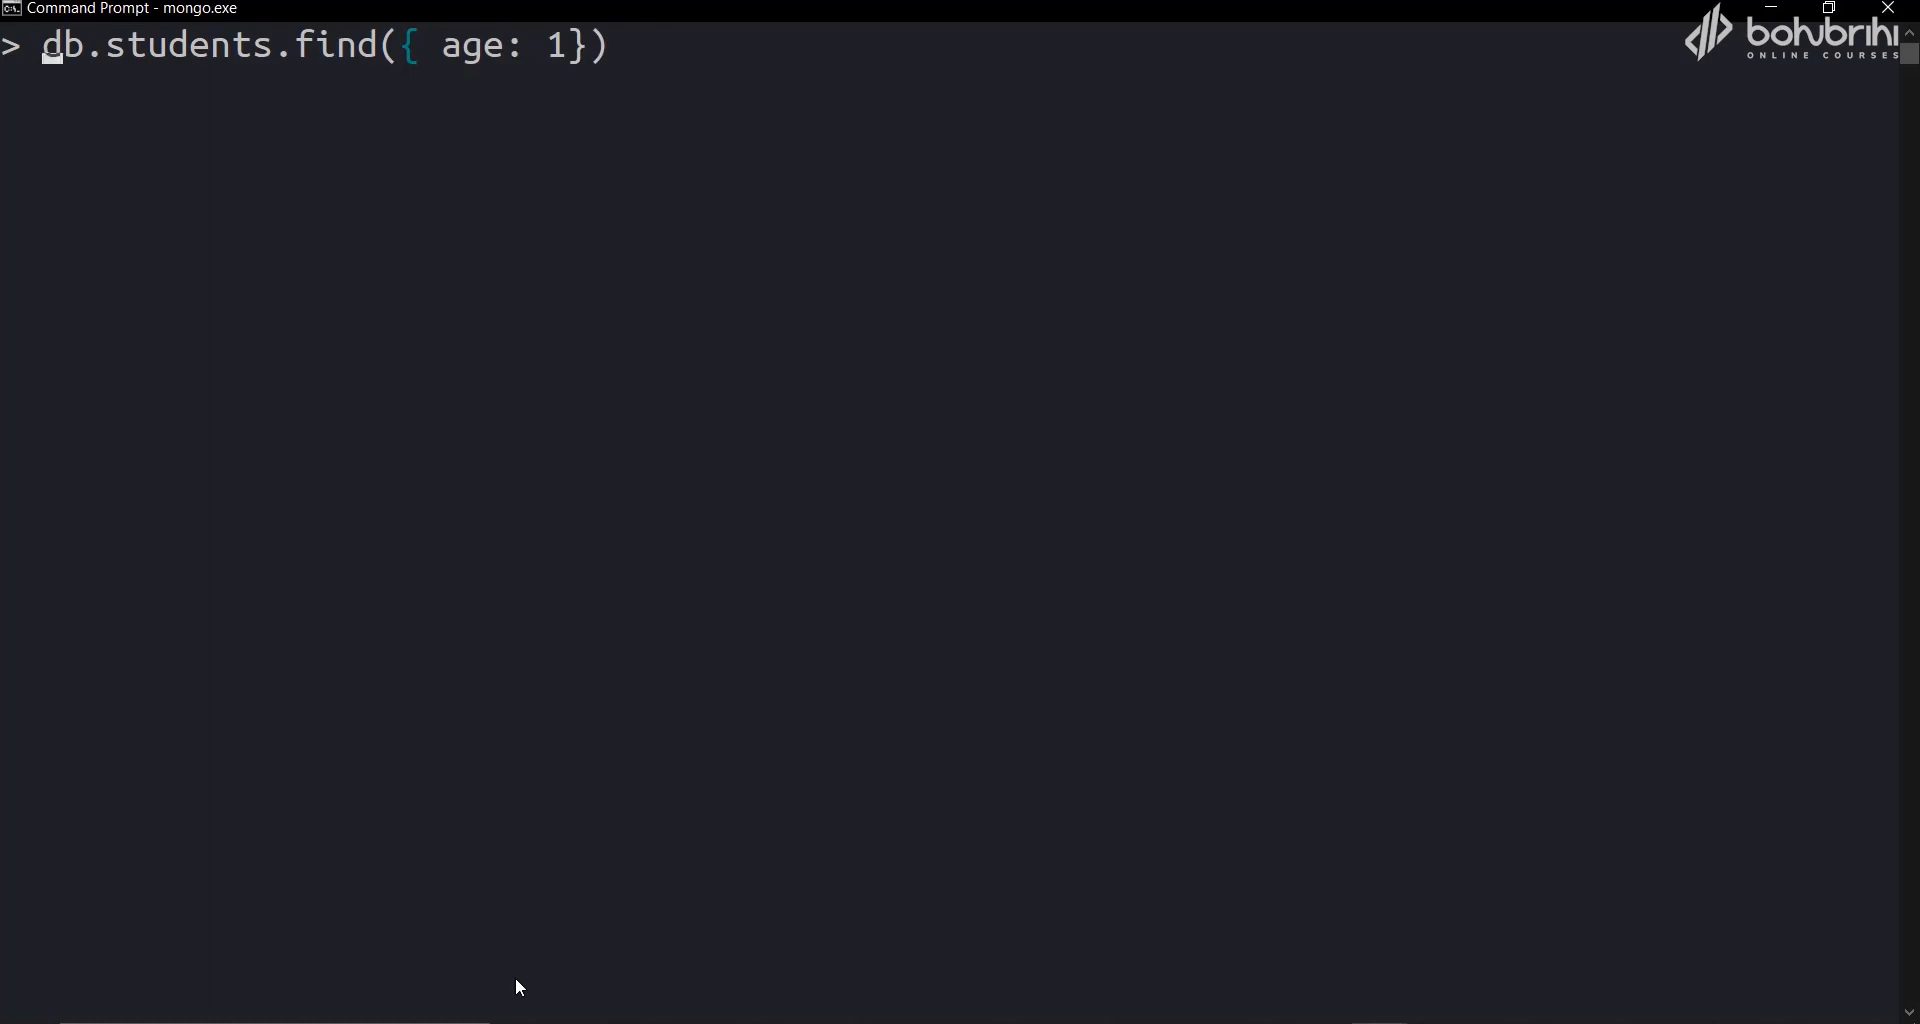 Command Prompt - mongo.exe
bohubrihi
ONLINE COURSES
> db.students.find({ age: 1})